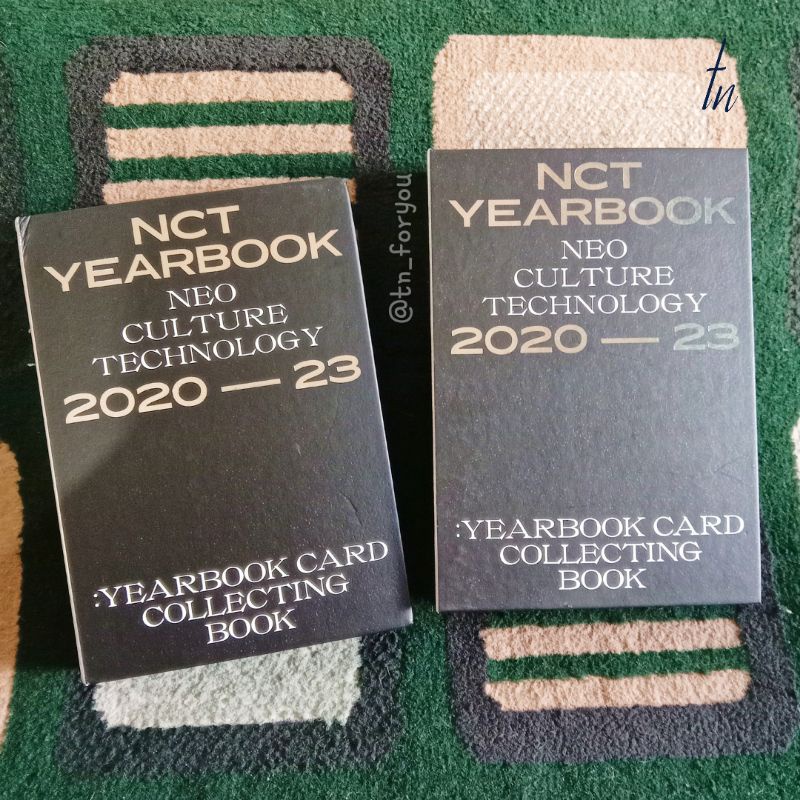 tn
NCT
YEARBOOK
NEO
CULTURE
TECHNOLOGY
2020 — 23
:YEARBOOK CARD
COLLECTING
BOOK
@tn_foryou
NCT
YEARBOOK
NEO
CULTURE
TECHNOLOGY
2020 — 23
:YEARBOOK CARD
COLLECTING
BOOK